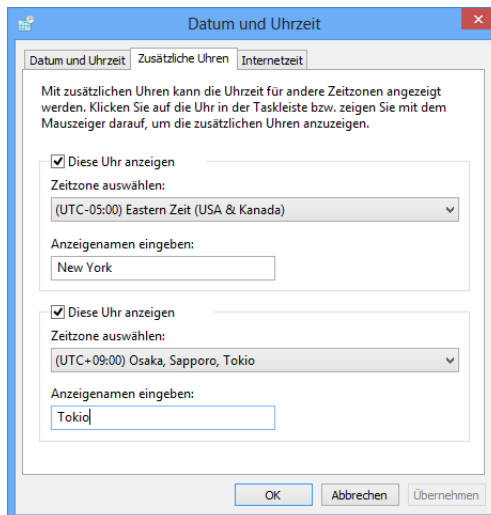 Datum und Uhrzeit
Datum und Uhrzeit Zusätzliche Uhren Internetzeit
Mit zusätzlichen Uhren kann die Uhrzeit für andere Zeitzonen angezeigt
werden. Klicken Sie auf die Uhr in der Taskleiste bzw. zeigen Sie mit dem
Mauszeiger darauf, um die zusätzlichen Uhren anzuzeigen.
Diese Uhr anzeigen
Zeitzone auswählen:
(UTC-05:00) Eastern Zeit (USA & Kanada)
Anzeigenamen eingeben:
New York
Diese Uhr anzeigen
Zeitzone auswählen:
(UTC+09:00) Osaka, Sapporo, Tokio
Anzeigenamen eingeben:
Tokio
OK Abbrechen Übernehmen